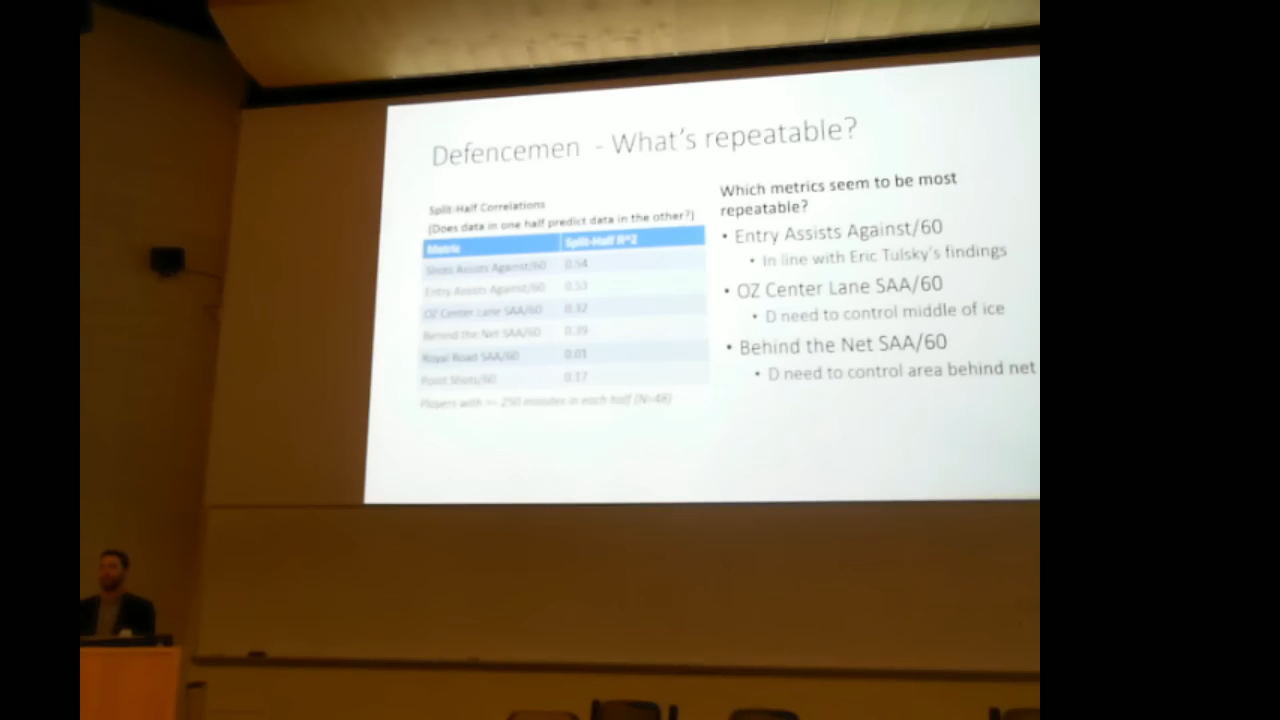 Defencemen - What's repeatable?
Split-Half Correlations
(Does data in one half predict data in the other?)
Metric Split-Half R^2
Shots Assists Against/60 0.54
Entry Assists Against/60 0.53
OZ Center Lane SAA/60 0.32
Behind the Net SAA/60 0.39
Royal Road SAA/60 0.01
Point Shots/60 0.17
Players with >= 250 minutes in each half (N=48)
Which metrics seem to be most
repeatable?
• Entry Assists Against/60
• In line with Eric Tulsky's findings
• OZ Center Lane SAA/60
• D need to control middle of ice
• Behind the Net SAA/60
• D need to control area behind net